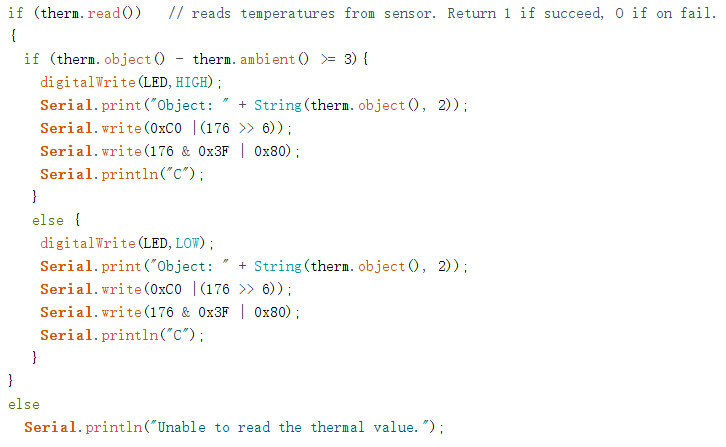 if (therm.read())   // reads temperatures from sensor. Return 1 if succeed, 0 if on fail.
{
  if (therm.object() - therm.ambient() >= 3){
    digitalWrite(LED,HIGH);
    Serial.print("Object: " + String(therm.object(), 2));
    Serial.write(0xC0 |(176 >> 6));
    Serial.write(176 & 0x3F | 0x80);
    Serial.println("C");
   }
   else {
    digitalWrite(LED,LOW);
    Serial.print("Object: " + String(therm.object(), 2));
    Serial.write(0xC0 |(176 >> 6));
    Serial.write(176 & 0x3F | 0x80);
    Serial.println("C");
   }
}
else
  Serial.println("Unable to read the thermal value.");